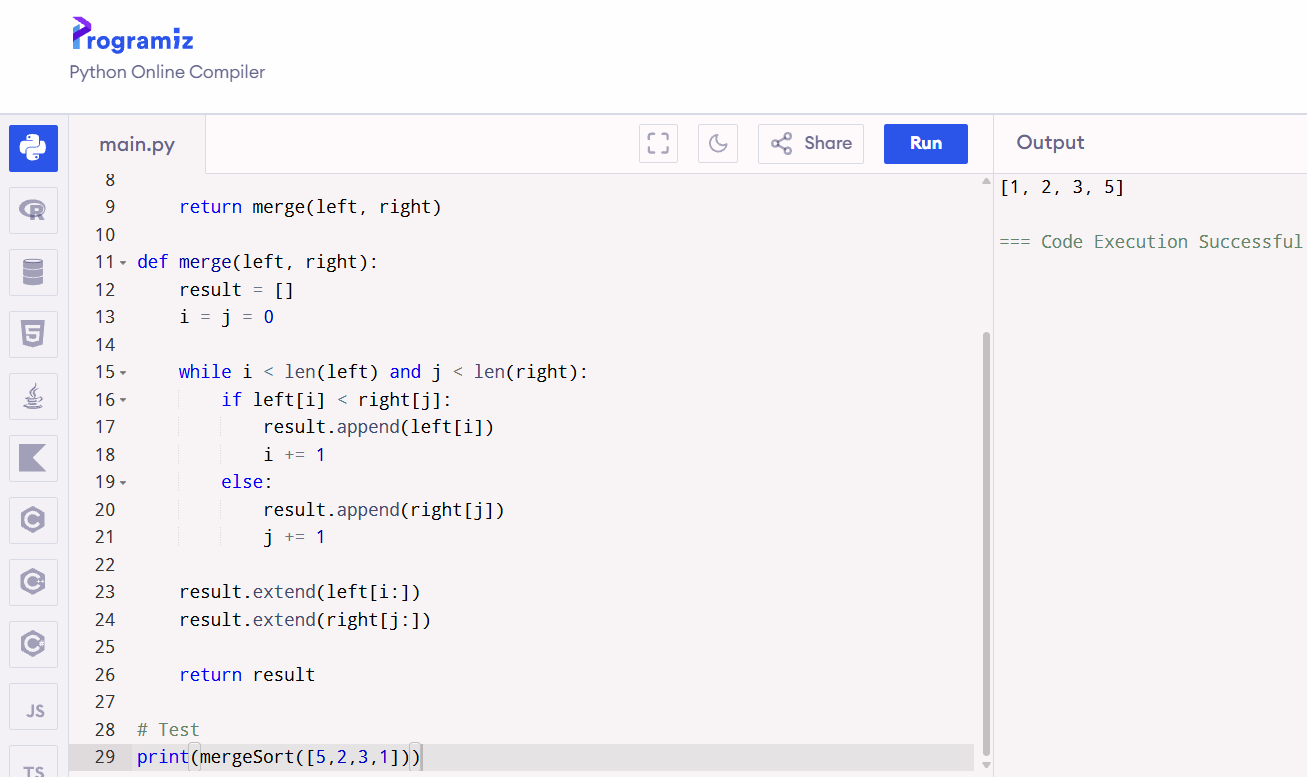 Programiz
Python Online Compiler
main.py
Share
Run
Output
8
9     return merge(left, right)
10
11 def merge(left, right):
12     result = []
13     i = j = 0
14
15     while i < len(left) and j < len(right):
16         if left[i] < right[j]:
17             result.append(left[i])
18             i += 1
19         else:
20             result.append(right[j])
21             j += 1
22
23     result.extend(left[i:])
24     result.extend(right[j:])
25
26     return result
27
28 # Test
29 print(mergeSort([5,2,3,1]))
[1, 2, 3, 5]
=== Code Execution Successful
R
5
C
C
C
JS
TS